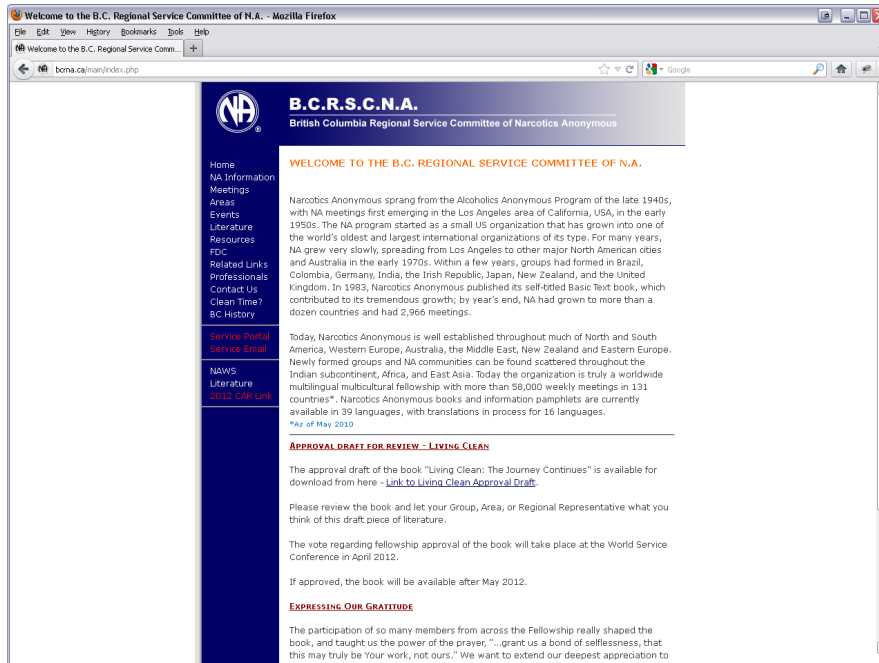 Welcome to the B.C. Regional Service Committee of N.A. - Mozilla Firefox
File Edit View History Bookmarks Tools Help
Welcome to the B.C. Regional Service Comm... +
bcrna.ca/main/index.php Google
NA ®
B.C.R.S.C.N.A.
British Columbia Regional Service Committee of Narcotics Anonymous
Home
NA Information
Meetings
Areas
Events
Literature
Resources
FDC
Related Links
Professionals
Contact Us
Clean Time?
BC History
Service Portal
Service Email
NAWS
Literature
2012 CAR Link
WELCOME TO THE B.C. REGIONAL SERVICE COMMITTEE OF N.A.
Narcotics Anonymous sprang from the Alcoholics Anonymous Program of the late 1940s,
with NA meetings first emerging in the Los Angeles area of California, USA, in the early
1950s. The NA program started as a small US organization that has grown into one of
the world's oldest and largest international organizations of its type. For many years,
NA grew very slowly, spreading from Los Angeles to other major North American cities
and Australia in the early 1970s. Within a few years, groups had formed in Brazil,
Colombia, Germany, India, the Irish Republic, Japan, New Zealand, and the United
Kingdom. In 1983, Narcotics Anonymous published its self-titled Basic Text book, which
contributed to its tremendous growth; by year's end, NA had grown to more than a
dozen countries and had 2,966 meetings.
Today, Narcotics Anonymous is well established throughout much of North and South
America, Western Europe, Australia, the Middle East, New Zealand and Eastern Europe.
Newly formed groups and NA communities can be found scattered throughout the
Indian subcontinent, Africa, and East Asia. Today the organization is truly a worldwide
multilingual multicultural fellowship with more than 58,000 weekly meetings in 131
countries*. Narcotics Anonymous books and information pamphlets are currently
available in 39 languages, with translations in process for 16 languages.
*As of May 2010
APPROVAL DRAFT FOR REVIEW - LIVING CLEAN
The approval draft of the book "Living Clean: The Journey Continues" is available for
download from here - Link to Living Clean Approval Draft.
Please review the book and let your Group, Area, or Regional Representative what you
think of this draft piece of literature.
The vote regarding fellowship approval of the book will take place at the World Service
Conference in April 2012.
If approved, the book will be available after May 2012.
EXPRESSING OUR GRATITUDE
The participation of so many members from across the Fellowship really shaped the
book, and taught us the power of the prayer, "...grant us a bond of selflessness, that
this may truly be Your work, not ours." We want to extend our deepest appreciation to